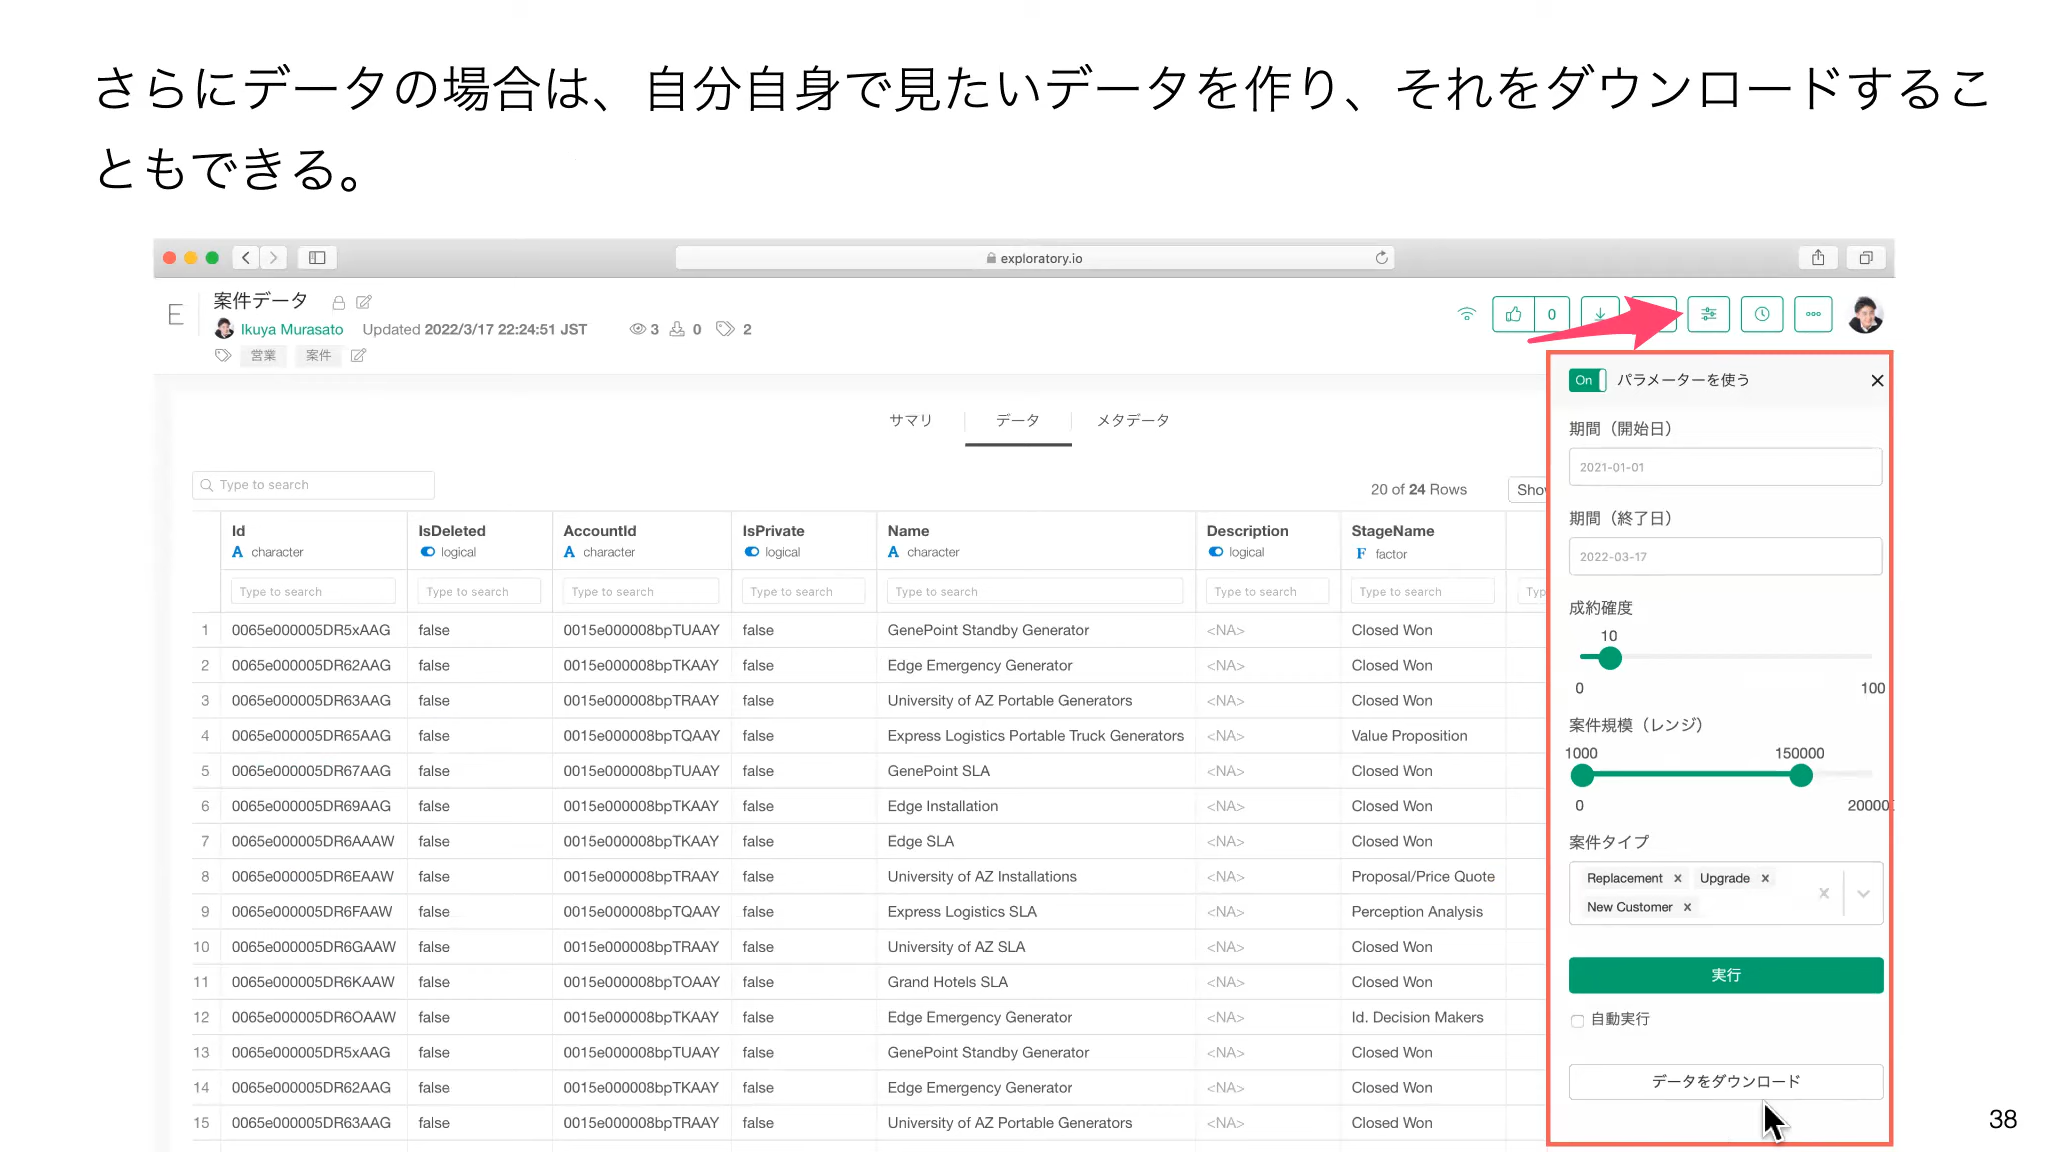 さらにデータの場合は、自分自身で見たいデータを作り、それをダウンロードするこ
ともできる。
exploratory.io
E
案件データ
Ikuya Murasato Updated 2022/3/17 22:24:51 JST 3 0 2
営業 案件
0
サマリ データ メタデータ
Type to search
20 of 24 Rows
Id IsDeleted AccountId IsPrivate Name Description StageName
A character logical A character logical A character logical F factor
Type to search Type to search Type to search Type to search Type to search Type to search Type to search
1 0065e000005DR5xAAG false 0015e000008bpTUAAY false GenePoint Standby Generator <NA> Closed Won
2 0065e000005DR62AAG false 0015e000008bpTKAAY false Edge Emergency Generator <NA> Closed Won
3 0065e000005DR63AAG false 0015e000008bpTRAAY false University of AZ Portable Generators <NA> Closed Won
4 0065e000005DR65AAG false 0015e000008bpTQAAY false Express Logistics Portable Truck Generators <NA> Value Proposition
5 0065e000005DR67AAG false 0015e000008bpTUAAY false GenePoint SLA <NA> Closed Won
6 0065e000005DR69AAG false 0015e000008bpTKAAY false Edge Installation <NA> Closed Won
7 0065e000005DR6AAAW false 0015e000008bpTKAAY false Edge SLA <NA> Closed Won
8 0065e000005DR6EAAW false 0015e000008bpTRAAY false University of AZ Installations <NA> Proposal/Price Quote
9 0065e000005DR6FAAW false 0015e000008bpTQAAY false Express Logistics SLA <NA> Perception Analysis
10 0065e000005DR6GAAW false 0015e000008bpTRAAY false University of AZ SLA <NA> Closed Won
11 0065e000005DR6KAAW false 0015e000008bpTOAAY false Grand Hotels SLA <NA> Closed Won
12 0065e000005DR6OAAW false 0015e000008bpTKAAY false Edge Emergency Generator <NA> Id. Decision Makers
13 0065e000005DR5xAAG false 0015e000008bpTUAAY false GenePoint Standby Generator <NA> Closed Won
14 0065e000005DR62AAG false 0015e000008bpTKAAY false Edge Emergency Generator <NA> Closed Won
15 0065e000005DR63AAG false 0015e000008bpTRAAY false University of AZ Portable Generators <NA> Closed Won
On パラメーターを使う
期間（開始日）
2021-01-01
期間（終了日）
2022-03-17
成約確度
10
0 100
案件規模（レンジ）
1000 150000
0 20000
案件タイプ
Replacement Upgrade
New Customer
実行
自動実行
データをダウンロード
38